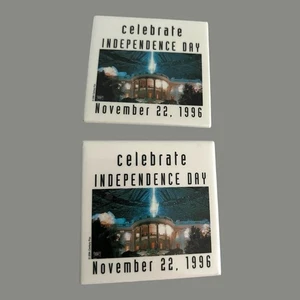 celebrate
INDEPENDENCE DAY
November 22, 1996
celebrate
INDEPENDENCE DAY
November 22, 1996